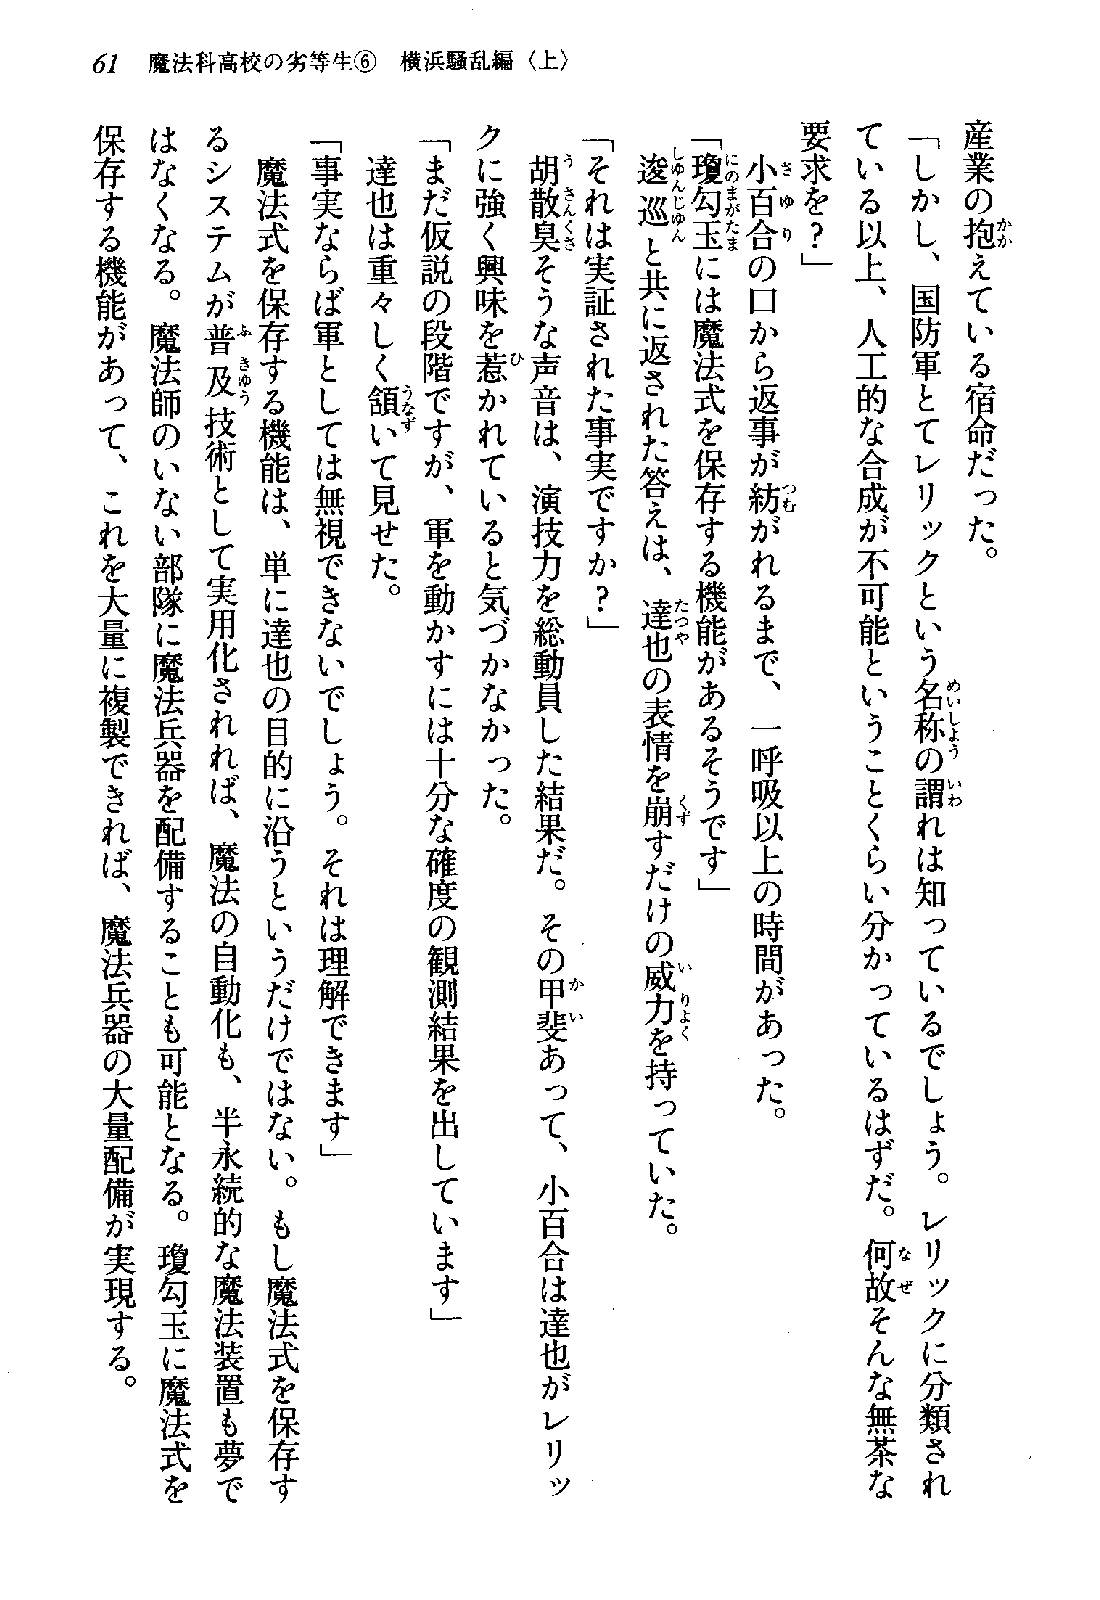 61　魔法科高校の劣等生⑥　横浜騒乱編〈上〉
産業の抱えている宿命だった。
「しかし、国防軍とてレリックという名称の謂れは知っているでしょう。レリックに分類され
ている以上、人工的な合成が不可能ということくらい分かっているはずだ。何故そんな無茶な
要求を？」
　小百合の口から返事が紡がれるまで、一呼吸以上の時間があった。
「瓊勾玉には魔法式を保存する機能があるそうです」
　逡巡と共に返された答えは、達也の表情を崩すだけの威力を持っていた。
「それは実証された事実ですか？」
　胡散臭そうな声音は、演技力を総動員した結果だ。その甲斐あって、小百合は達也がレリッ
クに強く興味を惹かれていると気づかなかった。
「まだ仮説の段階ですが、軍を動かすには十分な確度の観測結果を出しています」
　達也は重々しく頷いて見せた。
「事実ならば軍としては無視できないでしょう。それは理解できます」
　魔法式を保存する機能は、単に達也の目的に沿うというだけではない。もし魔法式を保存す
るシステムが普及技術として実用化されれば、魔法の自動化も、半永続的な魔法装置も夢で
はなくなる。魔法師のいない部隊に魔法兵器を配備することも可能となる。瓊勾玉に魔法式を
保存する機能があって、これを大量に複製できれば、魔法兵器の大量配備が実現する。